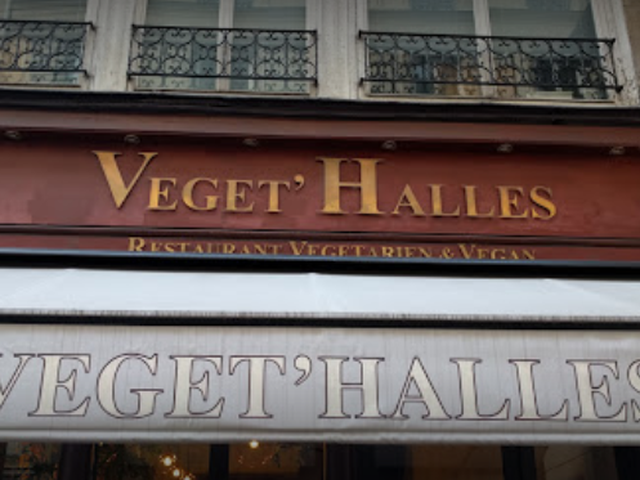 VEGET' HALLES
RESTAURANT VEGETARIEN & VEGAN
VEGET'HALLES